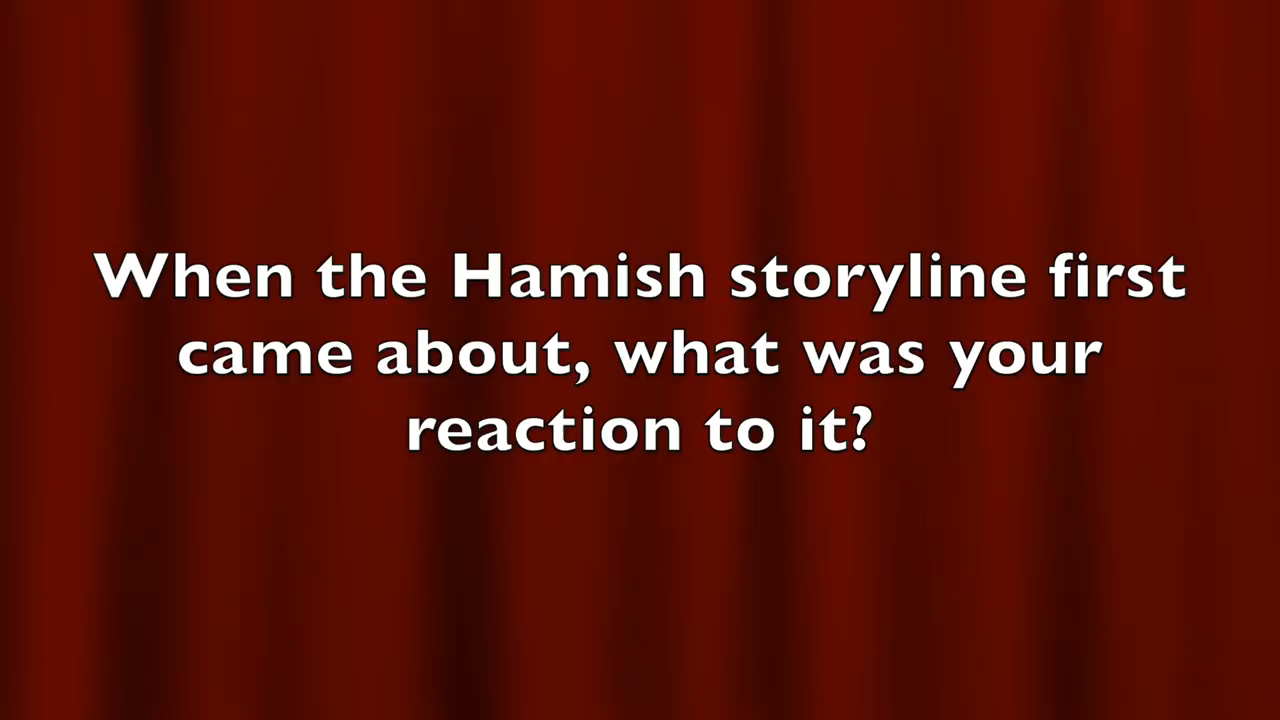 When the Hamish storyline first
came about, what was your
reaction to it?